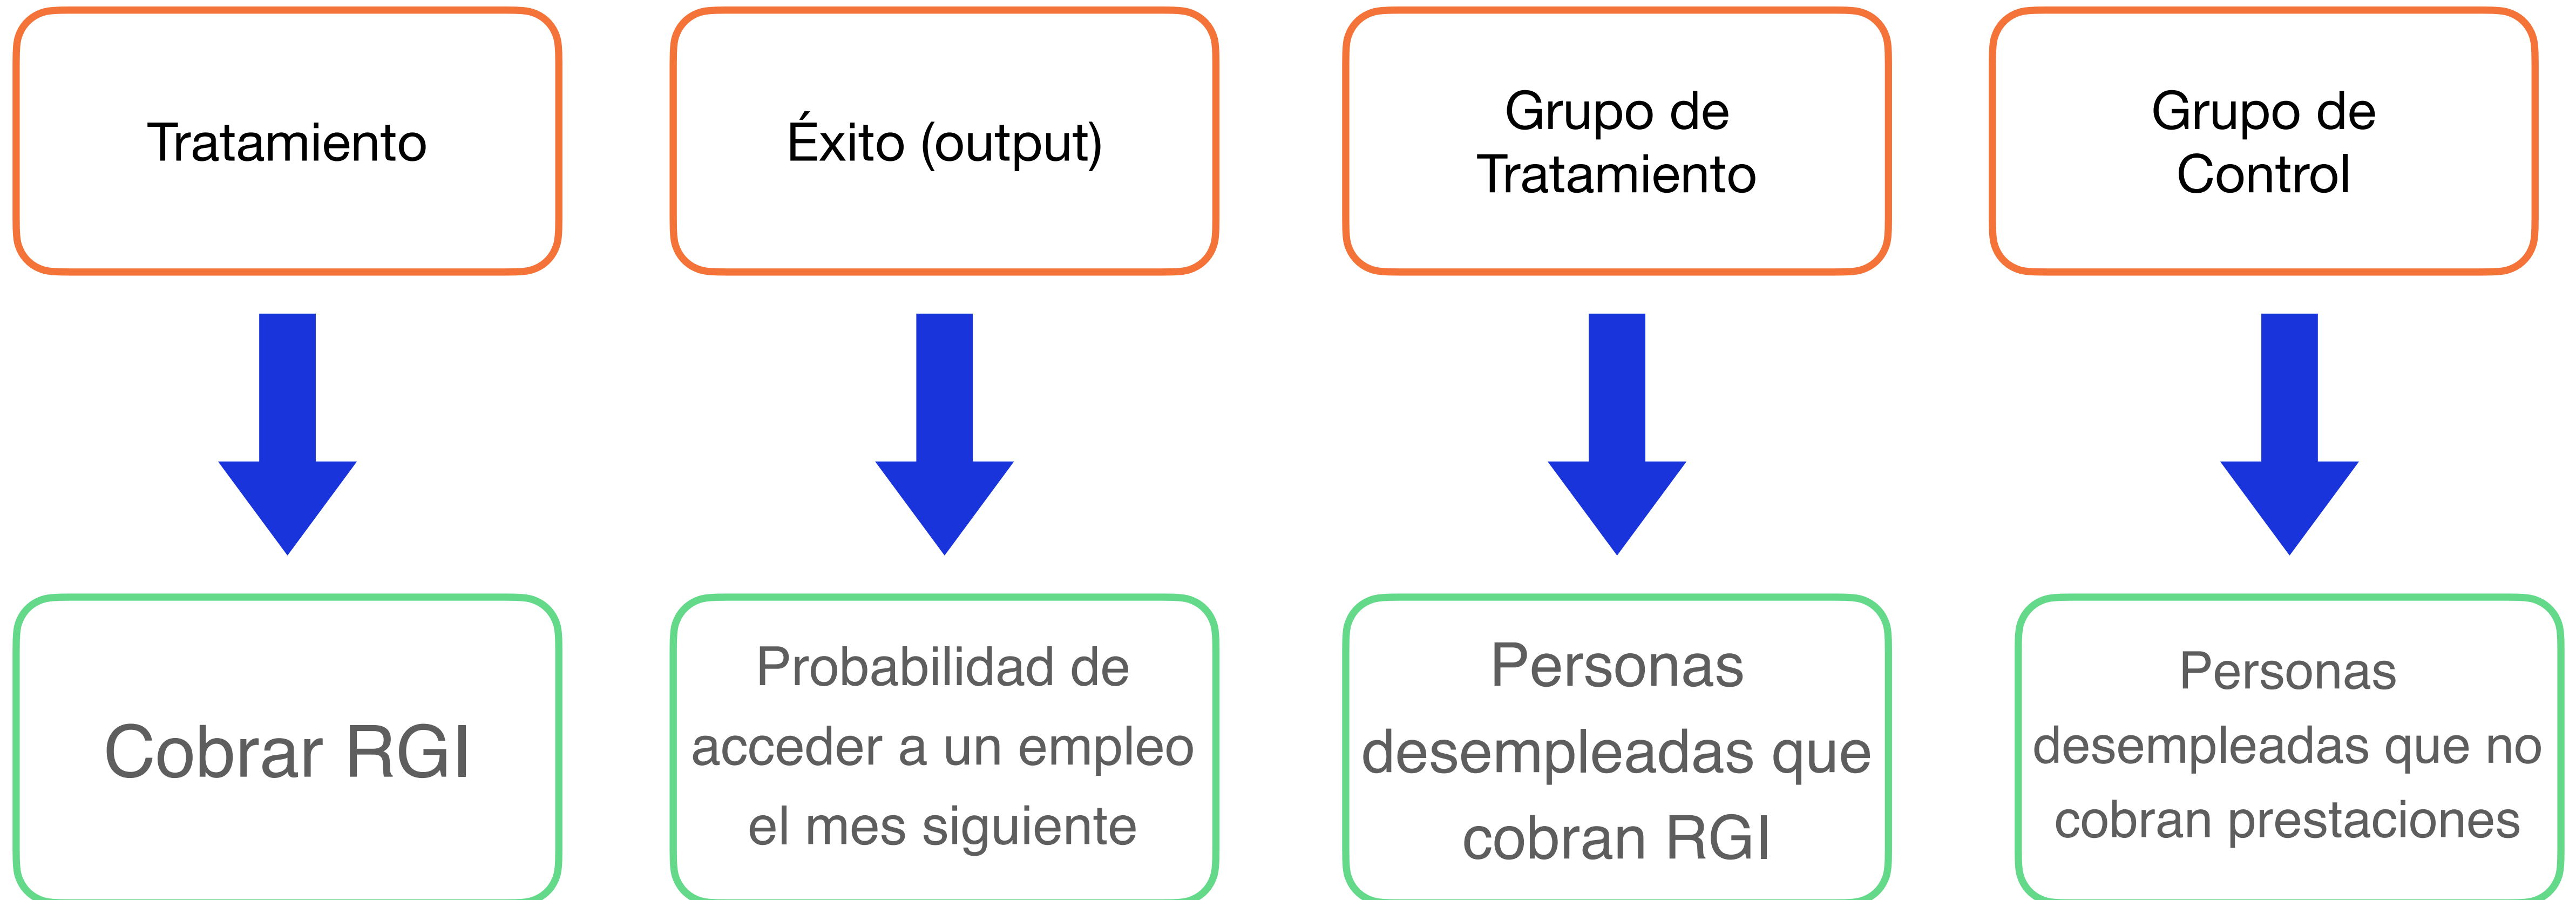 Tratamiento
Éxito (output)
Grupo de
Tratamiento
Grupo de
Control
Cobrar RGI
Probabilidad de
acceder a un empleo
el mes siguiente
Personas
desempleadas que
cobran RGI
Personas
desempleadas que no
cobran prestaciones